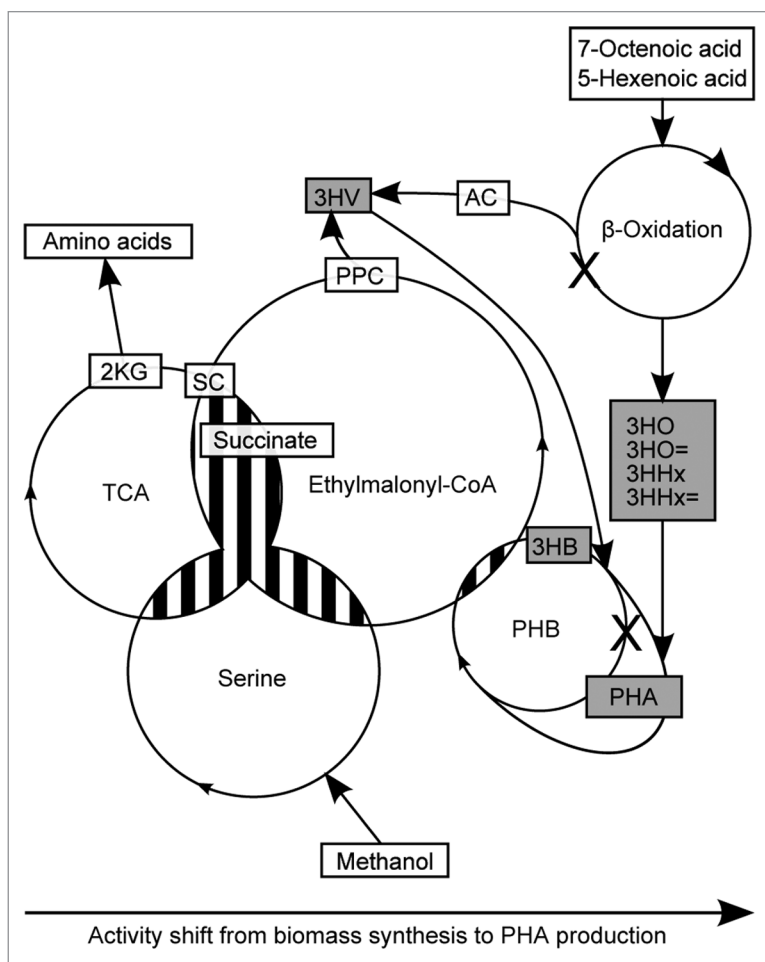 7-Octenoic acid
5-Hexenoic acid
3HV
AC
β-Oxidation
X
Amino acids
PPC
2KG
SC
Succinate
3HO
3HO=
3HHx
3HHx=
TCA
Ethylmalonyl-CoA
3HB
PHB
X
Serine
PHA
Methanol
Activity shift from biomass synthesis to PHA production